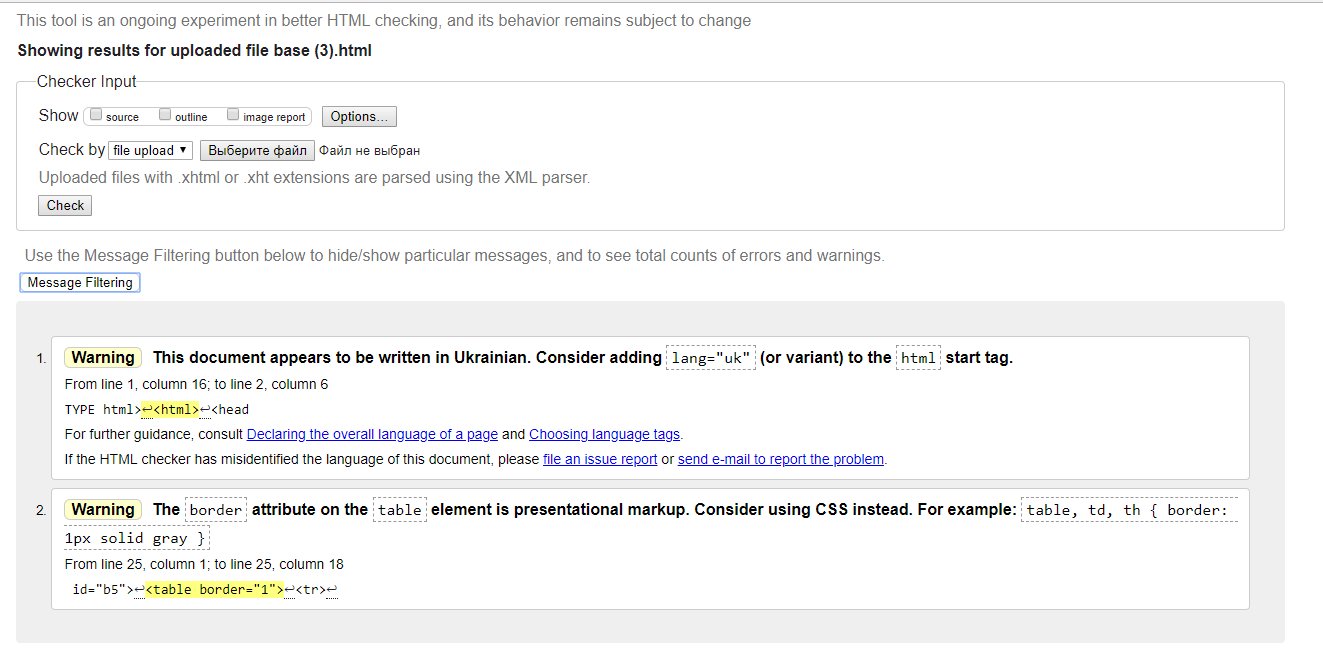 This tool is an ongoing experiment in better HTML checking, and its behavior remains subject to change
Showing results for uploaded file base (3).html
Checker Input
Show source outline image report Options...
Check by file upload ▼ Выберите файл Файл не выбран
Uploaded files with .xhtml or .xht extensions are parsed using the XML parser.
Check
Use the Message Filtering button below to hide/show particular messages, and to see total counts of errors and warnings.
Message Filtering
1. Warning This document appears to be written in Ukrainian. Consider adding lang="uk" (or variant) to the html start tag.
From line 1, column 16; to line 2, column 6
TYPE html>↩<html>↩<head
For further guidance, consult Declaring the overall language of a page and Choosing language tags.
If the HTML checker has misidentified the language of this document, please file an issue report or send e-mail to report the problem.
2. Warning The border attribute on the table element is presentational markup. Consider using CSS instead. For example: table, td, th { border:
1px solid gray }
From line 25, column 1; to line 25, column 18
id="b5">↩<table border="1">↩<tr>↩